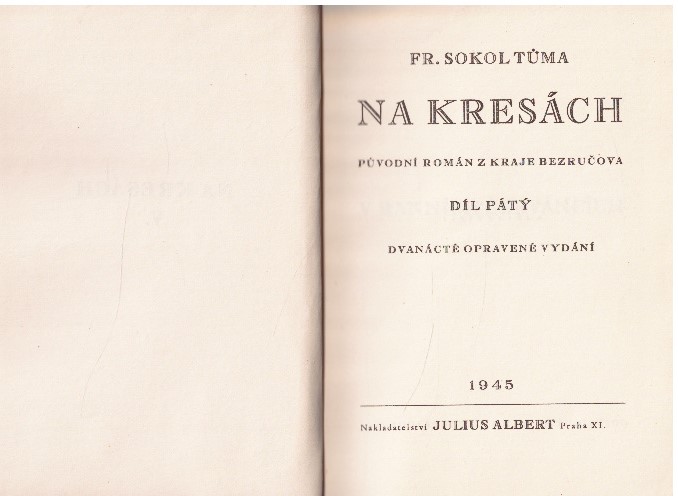 FR. SOKOL TŮMA
NA KRESÁCH
PŮVODNÍ ROMÁN Z KRAJE BEZRUČOVA
DÍL PÁTÝ
DVANÁCTÉ OPRAVENÉ VYDÁNÍ
1945
Nakladatelství JULIUS ALBERT Praha XI.